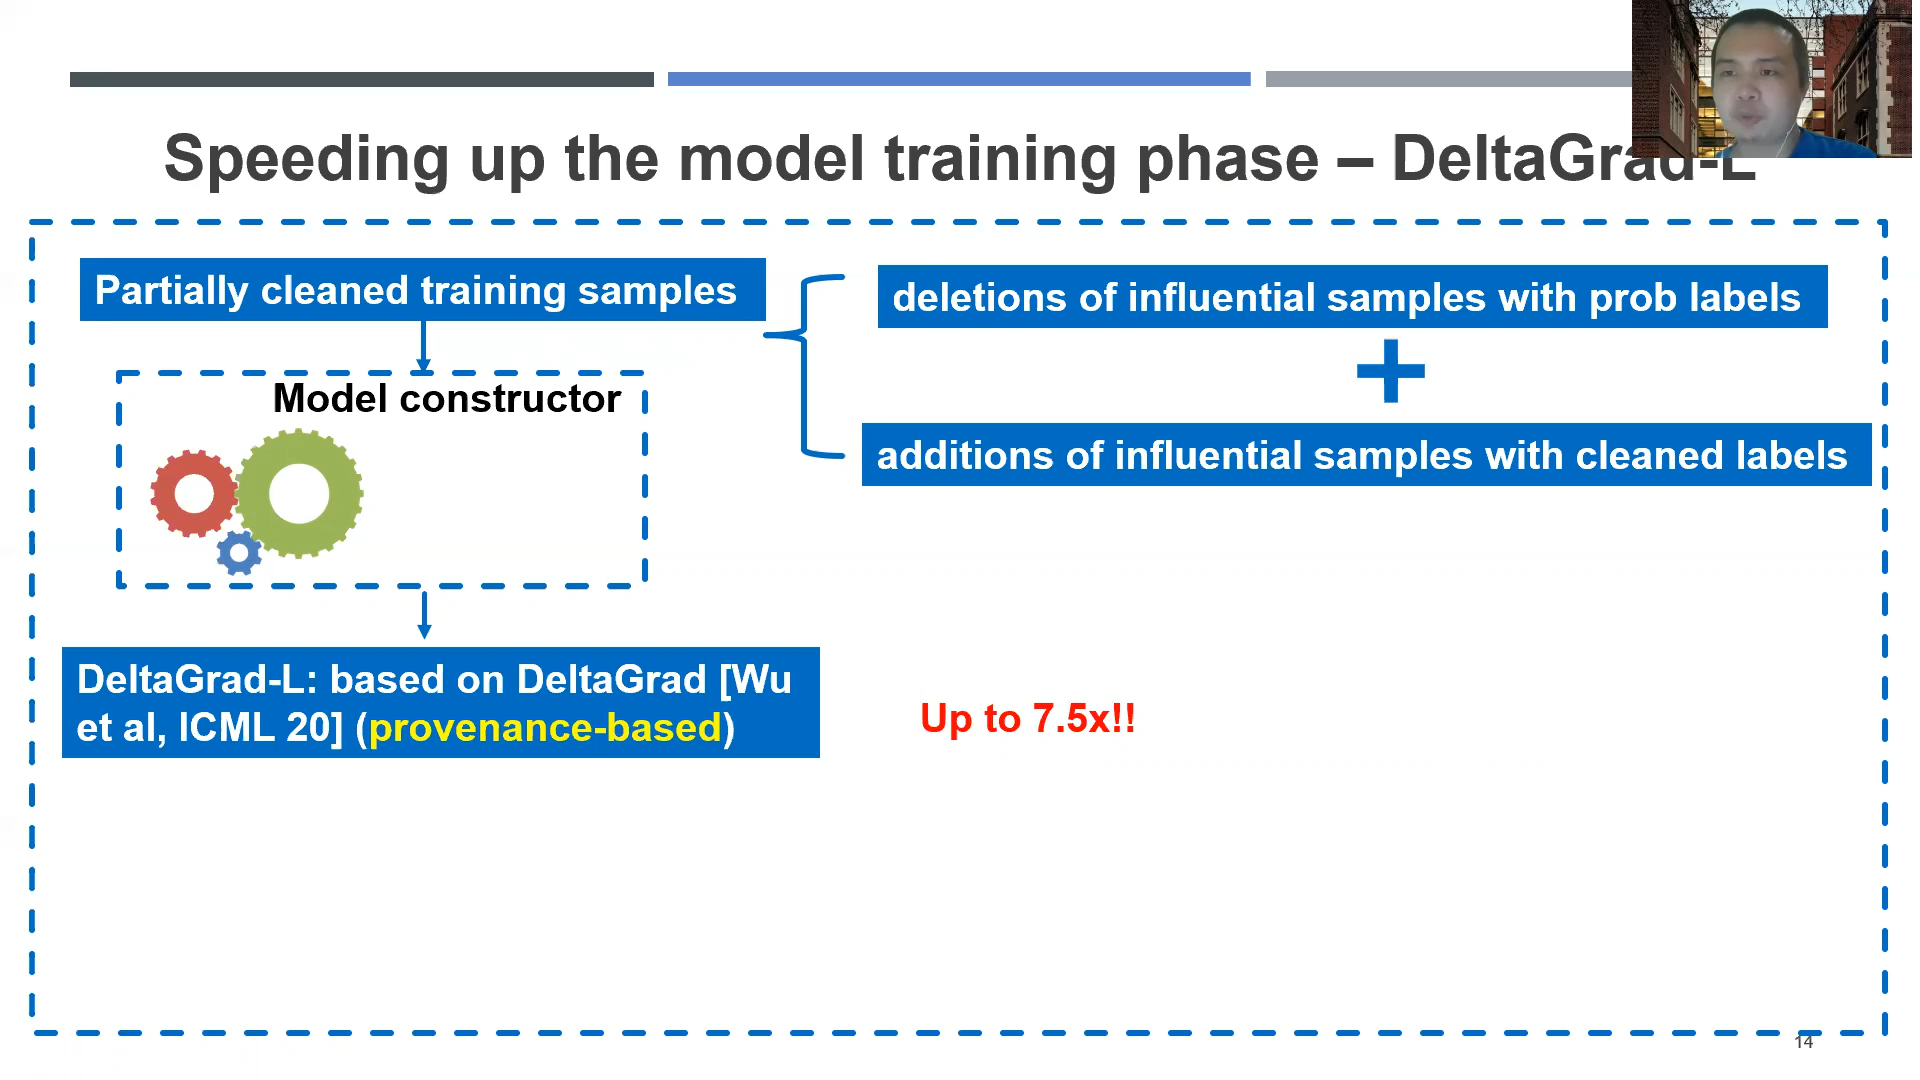 Speeding up the model training phase – DeltaGrad-L
Partially cleaned training samples
deletions of influential samples with prob labels
+
additions of influential samples with cleaned labels
Model constructor
DeltaGrad-L: based on DeltaGrad [Wu
et al, ICML 20] (provenance-based)
Up to 7.5x!!
14